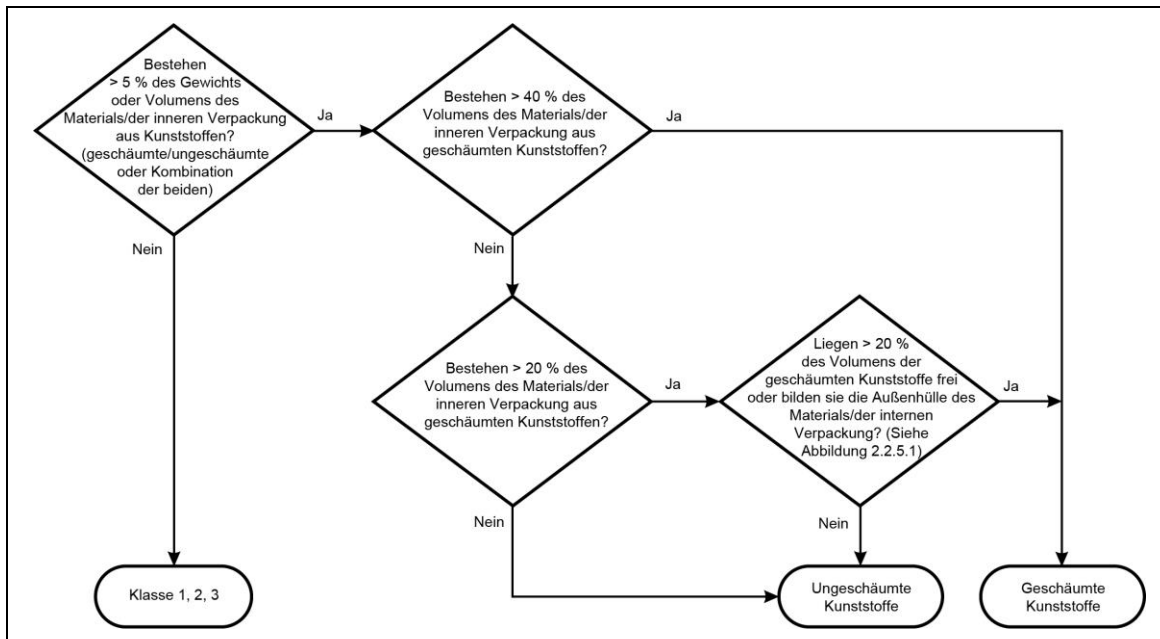 Bestehen
> 5 % des Gewichts
oder Volumens des
Materials/der inneren Verpackung
aus Kunststoffen?
(geschäumte/ungeschäumte
oder Kombination
der beiden)
Ja
Nein
Bestehen > 40 % des
Volumens des Materials/der
inneren Verpackung aus
geschäumten Kunststoffen?
Ja
Nein
Bestehen > 20 % des
Volumens des Materials/der
inneren Verpackung aus
geschäumten Kunststoffen?
Ja
Nein
Liegen > 20 %
des Volumens der
geschäumten Kunststoffe frei
oder bilden sie die Außenhülle des
Materials/der internen
Verpackung? (Siehe
Abbildung 2.2.5.1)
Ja
Nein
Klasse 1, 2, 3
Ungeschäumte
Kunststoffe
Geschäumte
Kunststoffe